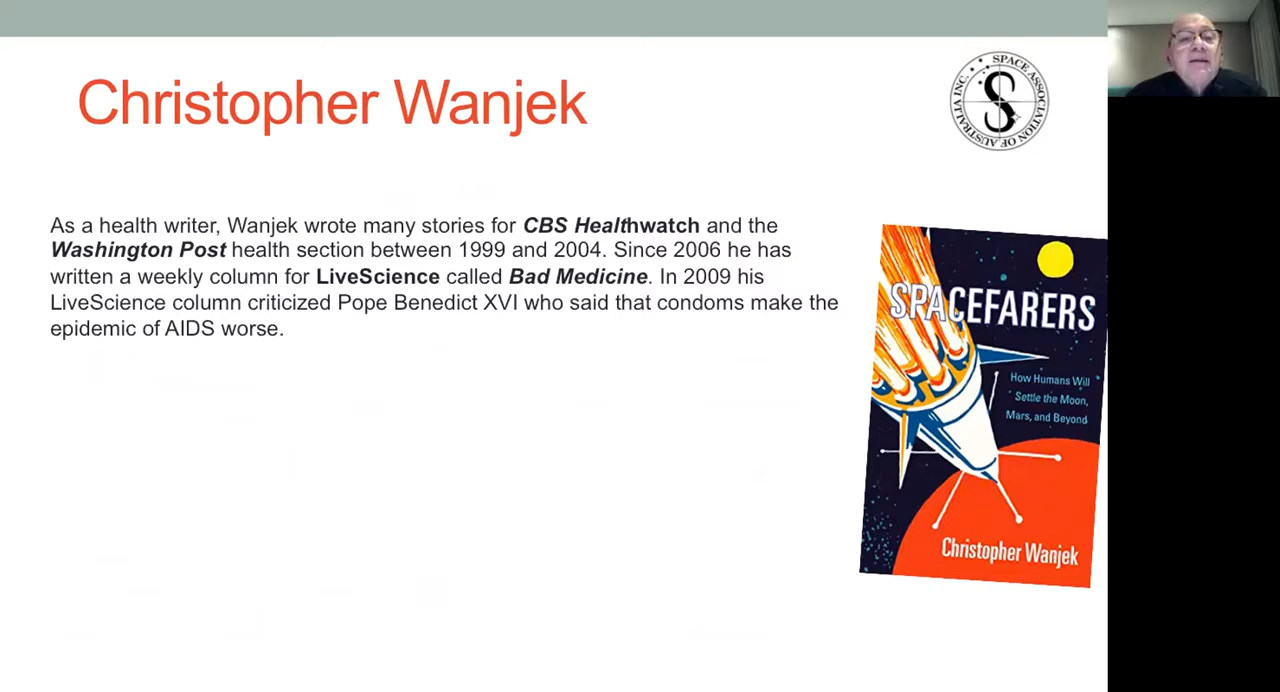 Christopher Wanjek
SPACE ASSOCIATION OF AUSTRALIA INC.
S
As a health writer, Wanjek wrote many stories for CBS Healthwatch and the
Washington Post health section between 1999 and 2004. Since 2006 he has
written a weekly column for LiveScience called Bad Medicine. In 2009 his
LiveScience column criticized Pope Benedict XVI who said that condoms make the
epidemic of AIDS worse.
SPACEFARERS
How Humans Will
Settle the Moon,
Mars, and Beyond
Christopher Wanjek